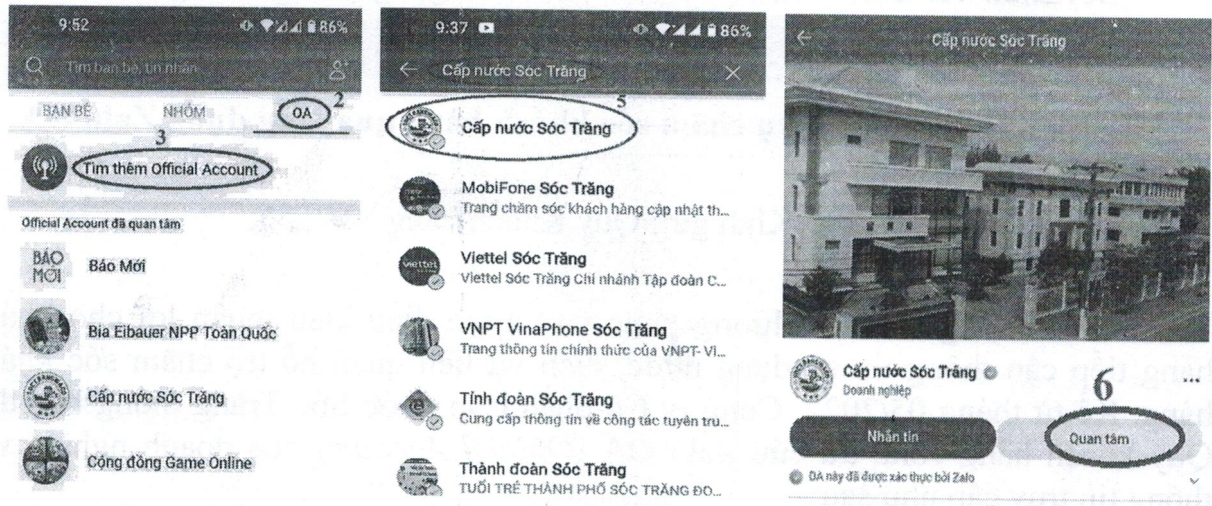 9:52
86%
Tìm bạn bè, tin nhắn
BẠN BÈ
NHÓM
OA
2
3
Tìm thêm Official Account
Official Account đã quan tâm
BÁO MỚI
Báo Mới
Bia Eibauer NPP Toàn Quốc
Cấp nước Sóc Trăng
Cộng đồng Game Online
9:37
86%
Cấp nước Sóc Trăng
5
Cấp nước Sóc Trăng
MobiFone Sóc Trăng
Trang chăm sóc khách hàng cập nhật th...
Viettel Sóc Trăng
viettel
Viettel Sóc Trăng Chi nhánh Tập đoàn C...
VNPT VinaPhone Sóc Trăng
Trang thông tin chính thức của VNPT- Vi...
Tỉnh đoàn Sóc Trăng
Cung cấp thông tin về công tác tuyên tru...
Thành đoàn Sóc Trăng
TUỔI TRẺ THÀNH PHỐ SÓC TRĂNG ĐO...
Cấp nước Sóc Trăng
Cấp nước Sóc Trăng
Doanh nghiệp
6
...
Nhắn tin
Quan tâm
OA này đã được xác thực bởi Zalo